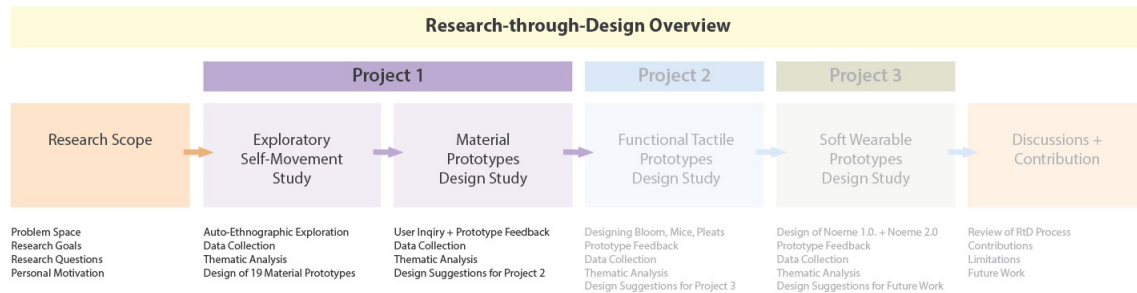 Research-through-Design Overview
Project 1
Project 2
Project 3
Research Scope
Exploratory
Self-Movement
Study
Material
Prototypes
Design Study
Functional Tactile
Prototypes
Design Study
Soft Wearable
Prototypes
Design Study
Discussions +
Contribution
Problem Space
Research Goals
Research Questions
Personal Motivation
Auto-Ethnographic Exploration
Data Collection
Thematic Analysis
Design of 19 Material Prototypes
User Inqiry + Prototype Feedback
Data Collection
Thematic Analysis
Design Suggestions for Project 2
Designing Bloom, Mice, Pleats
Prototype Feedback
Data Collection
Thematic Analysis
Design Suggestions for Project 3
Design of Noeme 1.0. + Noeme 2.0
Prototype Feedback
Data Collection
Thematic Analysis
Design Suggestions for Future Work
Review of RtD Process
Contributions
Limitations
Future Work